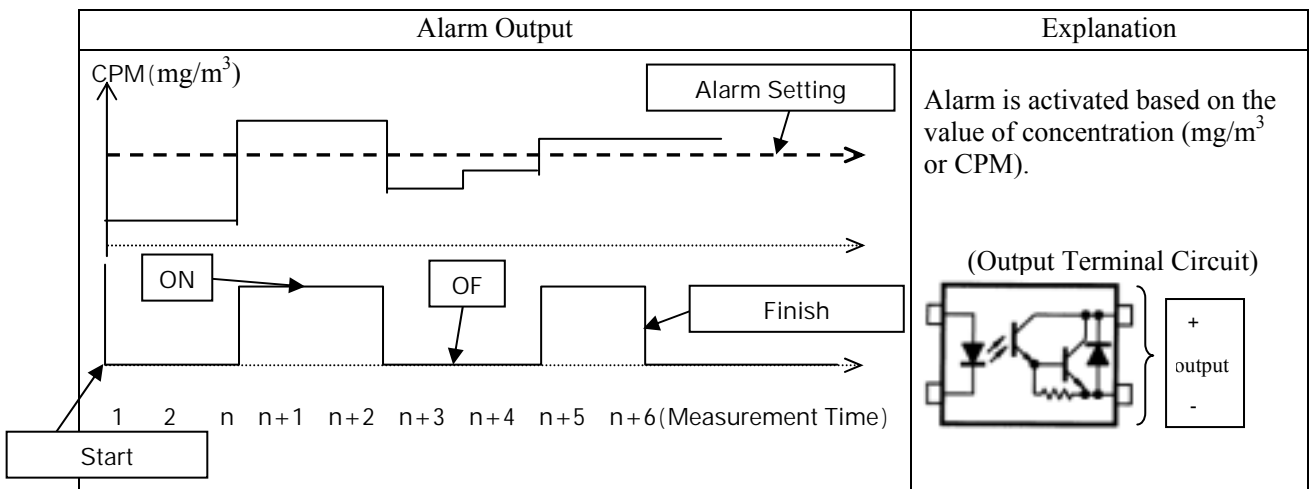 Alarm Output
Explanation
CPM(mg/m³)
Alarm Setting
Alarm is activated based on the
value of concentration (mg/m³
or CPM).
(Output Terminal Circuit)
ON
OF
Finish
+
output
-
1 2 n n+1 n+2 n+3 n+4 n+5 n+6(Measurement Time)
Start